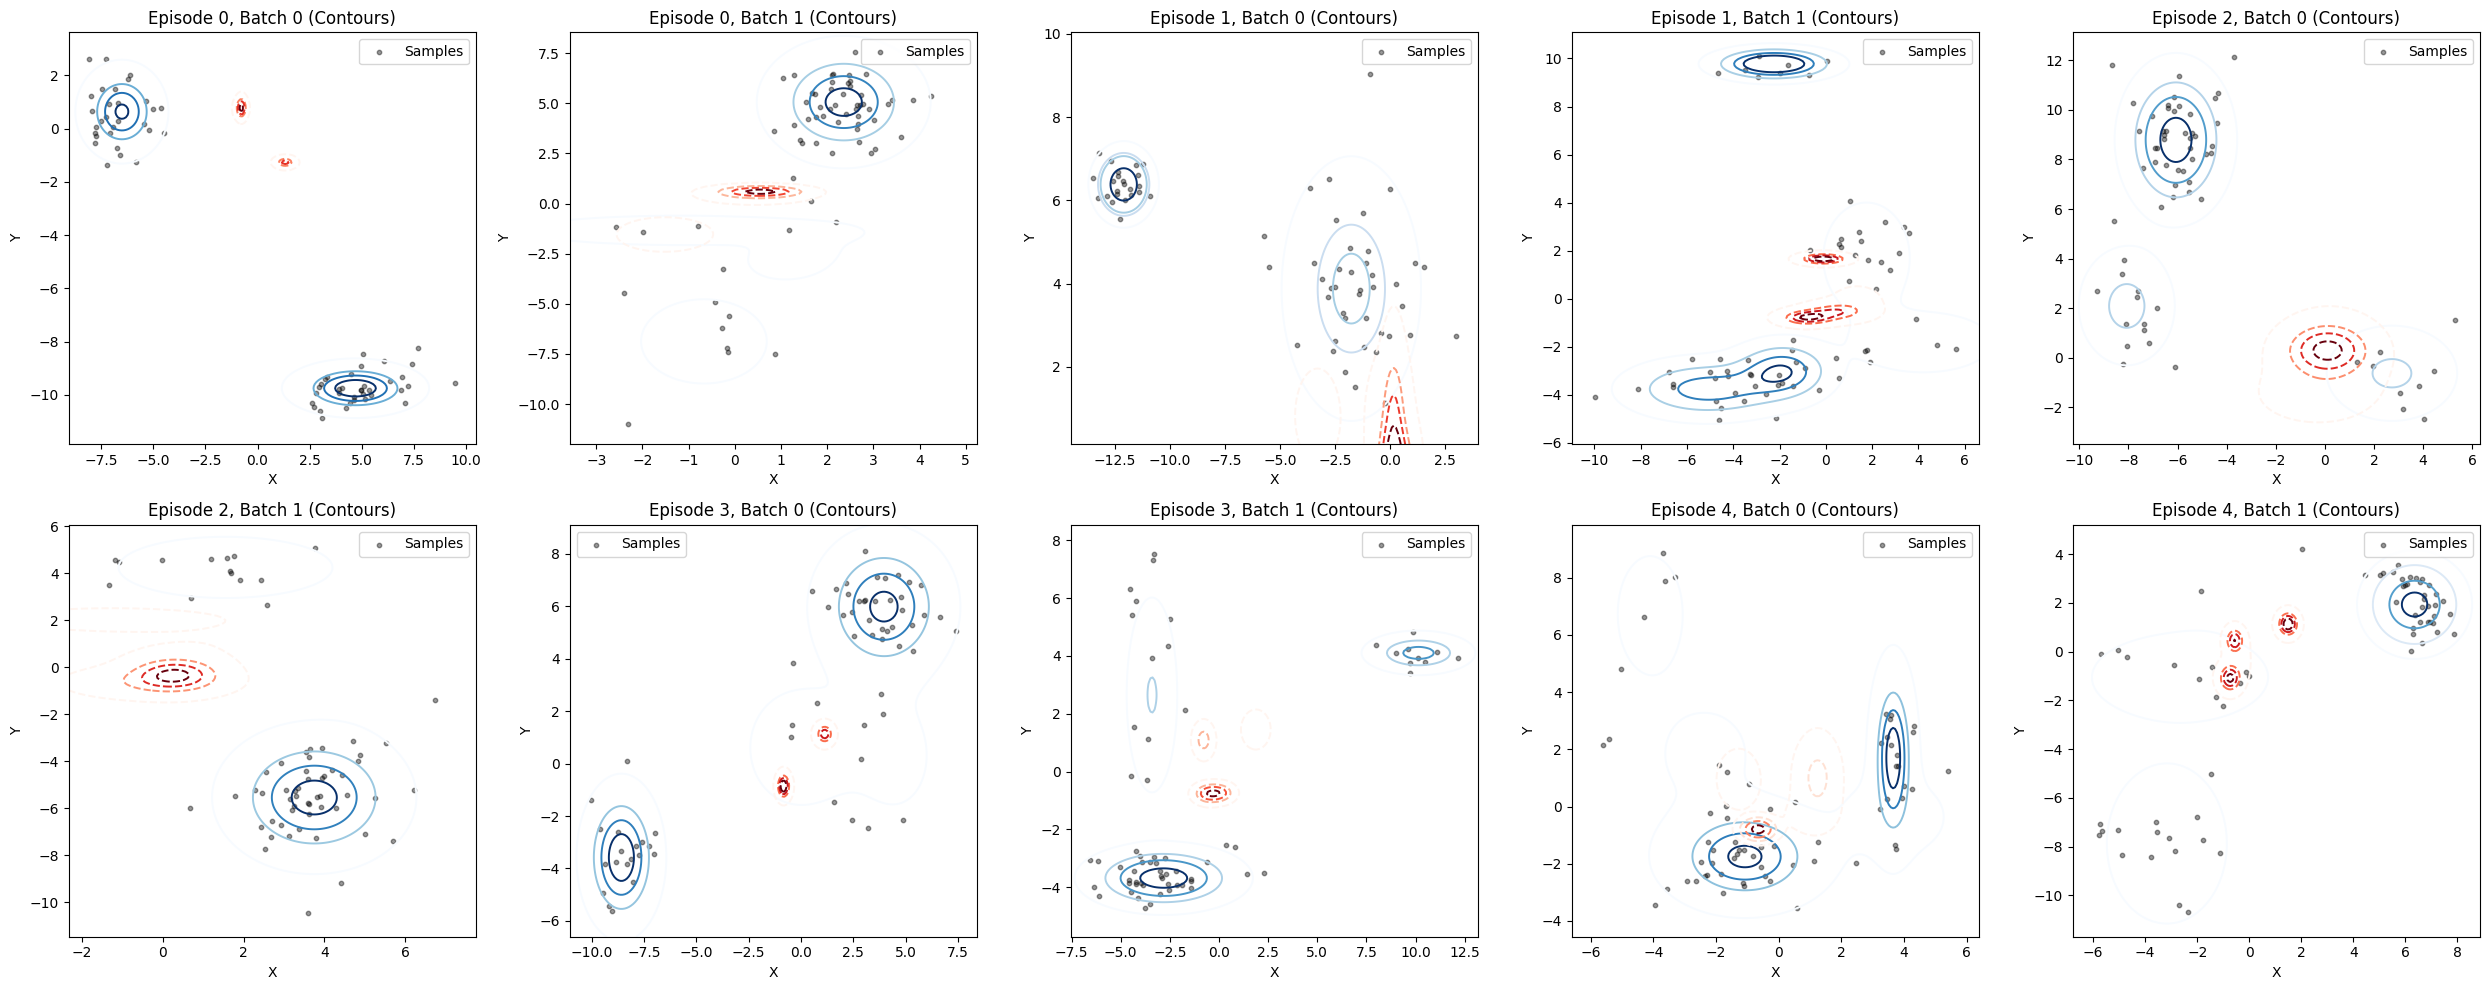 Episode 0, Batch 0 (Contours)
Samples
2
0
−2
−4
−6
−8
−10
Y
−7.5 −5.0 −2.5 0.0 2.5 5.0 7.5 10.0
X
Episode 0, Batch 1 (Contours)
Samples
7.5
5.0
2.5
0.0
−2.5
−5.0
−7.5
−10.0
Y
−3 −2 −1 0 1 2 3 4 5
X
Episode 1, Batch 0 (Contours)
Samples
10
8
6
4
2
Y
−12.5 −10.0 −7.5 −5.0 −2.5 0.0 2.5
X
Episode 1, Batch 1 (Contours)
Samples
10
8
6
4
2
0
−2
−4
−6
Y
−10 −8 −6 −4 −2 0 2 4 6
X
Episode 2, Batch 0 (Contours)
Samples
12
10
8
6
4
2
0
−2
Y
−10 −8 −6 −4 −2 0 2 4 6
X
Episode 2, Batch 1 (Contours)
Samples
6
4
2
0
−2
−4
−6
−8
−10
Y
−2 0 2 4 6
X
Episode 3, Batch 0 (Contours)
Samples
8
6
4
2
0
−2
−4
−6
Y
−10.0 −7.5 −5.0 −2.5 0.0 2.5 5.0 7.5
X
Episode 3, Batch 1 (Contours)
Samples
8
6
4
2
0
−2
−4
Y
−7.5 −5.0 −2.5 0.0 2.5 5.0 7.5 10.0 12.5
X
Episode 4, Batch 0 (Contours)
Samples
8
6
4
2
0
−2
−4
Y
−6 −4 −2 0 2 4 6
X
Episode 4, Batch 1 (Contours)
Samples
4
2
0
−2
−4
−6
−8
−10
Y
−6 −4 −2 0 2 4 6 8
X